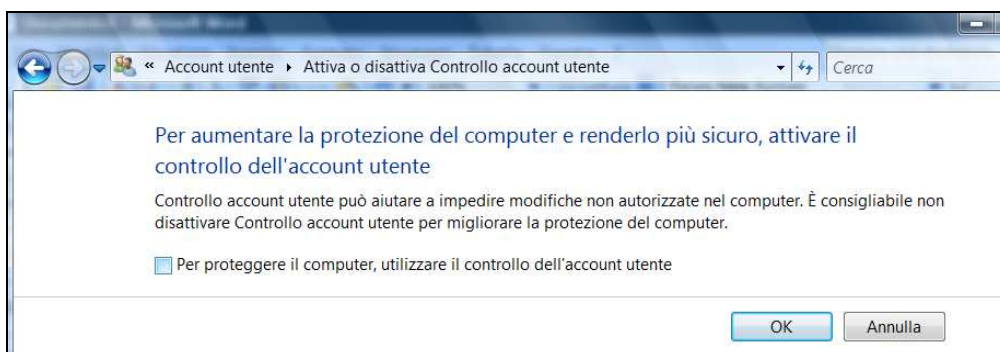 « Account utente ▸ Attiva o disattiva Controllo account utente
Cerca
Per aumentare la protezione del computer e renderlo più sicuro, attivare il
controllo dell'account utente
Controllo account utente può aiutare a impedire modifiche non autorizzate nel computer. È consigliabile non
disattivare Controllo account utente per migliorare la protezione del computer.
Per proteggere il computer, utilizzare il controllo dell'account utente
OK
Annulla